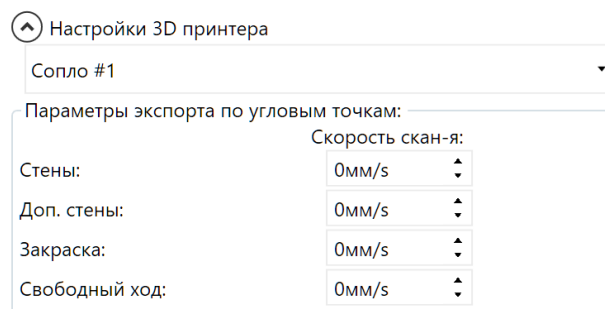 Настройки 3D принтера
Сопло #1
Параметры экспорта по угловым точкам:
Скорость скан-я:
Стены: 0мм/s
Доп. стены: 0мм/s
Закраска: 0мм/s
Свободный ход: 0мм/s